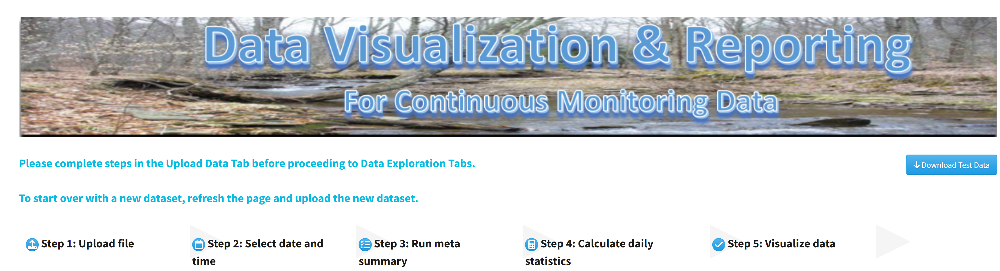 Data Visualization & Reporting
For Continuous Monitoring Data
Please complete steps in the Upload Data Tab before proceeding to Data Exploration Tabs.
Download Test Data
To start over with a new dataset, refresh the page and upload the new dataset.
Step 1: Upload file
Step 2: Select date and
time
Step 3: Run meta
summary
Step 4: Calculate daily
statistics
Step 5: Visualize data